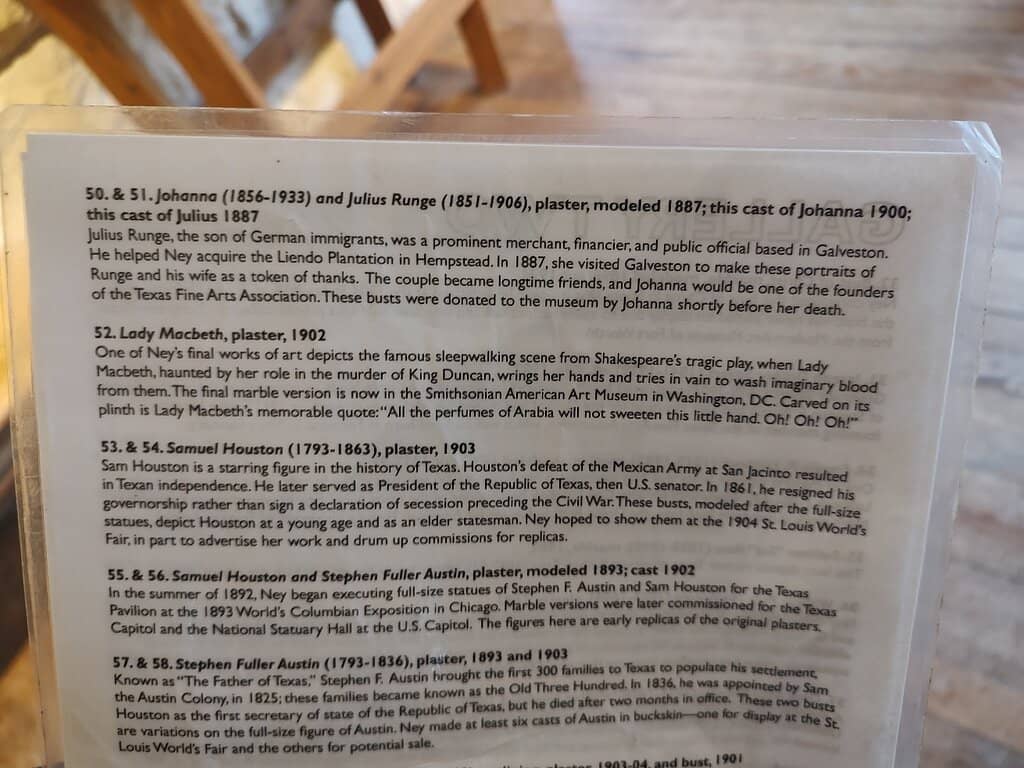 50. & 51. Johanna (1856-1933) and Julius Runge (1851-1906), plaster, modeled 1887; this cast of Johanna 1900;
this cast of Julius 1887
Julius Runge, the son of German immigrants, was a prominent merchant, financier, and public official based in Galveston.
He helped Ney acquire the Liendo Plantation in Hempstead. In 1887, she visited Galveston to make these portraits of
Runge and his wife as a token of thanks. The couple became longtime friends, and Johanna would be one of the founders
of the Texas Fine Arts Association. These busts were donated to the museum by Johanna shortly before her death.
52. Lady Macbeth, plaster, 1902
One of Ney's final works of art depicts the famous sleepwalking scene from Shakespeare's tragic play, when Lady
Macbeth, haunted by her role in the murder of King Duncan, wrings her hands and tries in vain to wash imaginary blood
from them. The final marble version is now in the Smithsonian American Art Museum in Washington, DC. Carved on its
plinth is Lady Macbeth's memorable quote: "All the perfumes of Arabia will not sweeten this little hand. Oh! Oh! Oh!"
53. & 54. Samuel Houston (1793-1863), plaster, 1903
Sam Houston is a starring figure in the history of Texas. Houston's defeat of the Mexican Army at San Jacinto resulted
in Texan independence. He later served as President of the Republic of Texas, then U.S. senator. In 1861, he resigned his
governorship rather than sign a declaration of secession preceding the Civil War. These busts, modeled after the full-size
statues, depict Houston at a young age and as an elder statesman. Ney hoped to show them at the 1904 St. Louis World's
Fair, in part to advertise her work and drum up commissions for replicas.
55. & 56. Samuel Houston and Stephen Fuller Austin, plaster, modeled 1893; cast 1902
In the summer of 1892, Ney began executing full-size statues of Stephen F. Austin and Sam Houston for the Texas
Pavilion at the 1893 World's Columbian Exposition in Chicago. Marble versions were later commissioned for the Texas
Capitol and the National Statuary Hall at the U.S. Capitol. The figures here are early replicas of the original plasters.
57. & 58. Stephen Fuller Austin (1793-1836), plaster, 1893 and 1903
Known as "The Father of Texas," Stephen F. Austin brought the first 300 families to Texas to populate his settlement,
the Austin Colony, in 1825; these families became known as the Old Three Hundred. In 1836, he was appointed by Sam
Houston as the first secretary of state of the Republic of Texas, but he died after two months in office. These two busts
are variations on the full-size figure of Austin. Ney made at least six casts of Austin in buckskin—one for display at the St.
Louis World's Fair and the others for potential sale.
plaster, 1903-04, and bust, 1901